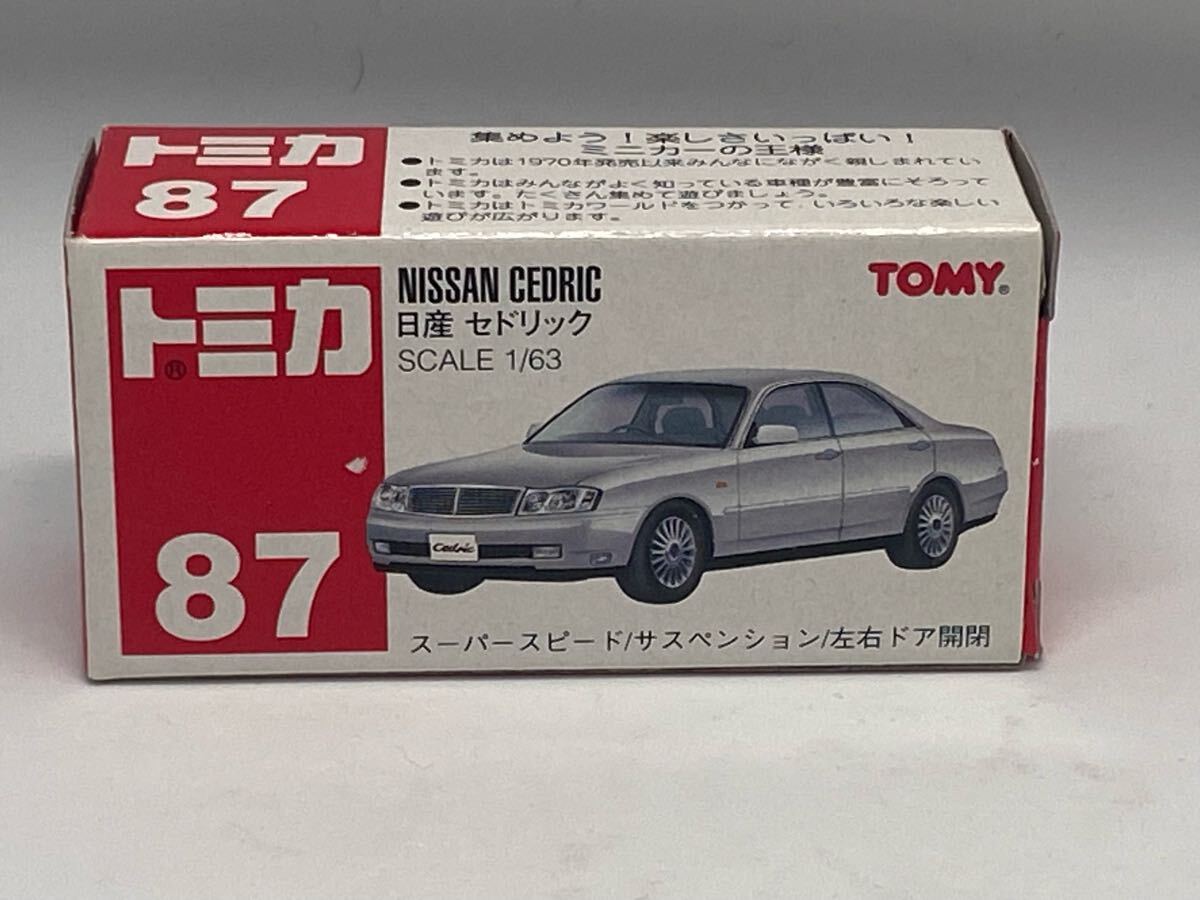 トミカ
87
集めよう!楽しさいっぱい!
ミニカーの王様
●トミカは1970年発売以来みんなにながく親しまれてい
ます。
●トミカはみんながよく知っている車種が豊富にそろって
います。たくさん集めて遊びましょう。
●トミカはトミカワールドをつかって、いろいろな楽しい
遊びが広がります。
トミカ®
87
NISSAN CEDRIC
日産 セドリック
SCALE 1/63
TOMY®
Cedric
スーパースピード/サスペンション/左右ドア開閉